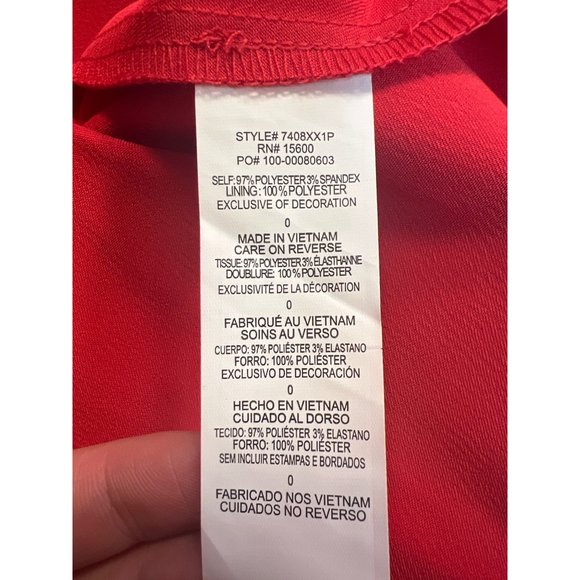 STYLE# 7408XX1P
RN# 15600
PO# 100-00080603
SELF: 97% POLYESTER 3% SPANDEX
LINING: 100% POLYESTER
EXCLUSIVE OF DECORATION
0
MADE IN VIETNAM
CARE ON REVERSE
TISSUE: 97% POLYESTER 3% ÉLASTHANNE
DOUBLURE: 100% POLYESTER
EXCLUSIVITÉ DE LA DÉCORATION
0
FABRIQUÉ AU VIETNAM
SOINS AU VERSO
CUERPO: 97% POLIÉSTER 3% ELASTANO
FORRO: 100% POLIÉSTER
EXCLUSIVO DE DECORACIÓN
0
HECHO EN VIETNAM
CUIDADO AL DORSO
TECIDO: 97% POLIÉSTER 3% ELASTANO
FORRO: 100% POLIÉSTER
SEM INCLUIR ESTAMPAS E BORDADOS
0
FABRICADO NOS VIETNAM
CUIDADOS NO REVERSO